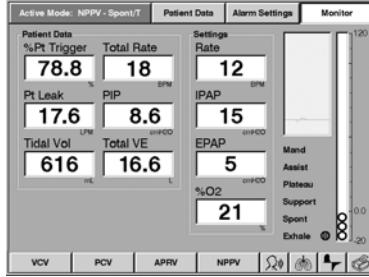 Active Mode: NPPV - Spont/T Patient Data Alarm Settings Monitor
Patient Data
%Pt Trigger Total Rate
78.8 18
% BPM
Pt Leak PIP
17.6 8.6
LPM cmH2O
Tidal Vol Total VE
616 16.6
mL L
Settings
Rate
12
BPM
IPAP
15
cmH2O
EPAP
5
cmH2O
%O2
21
%
120
Mand
Assist
Plateau
Support
Spont 0.0
Exhale -20
VCV PCV APRV NPPV